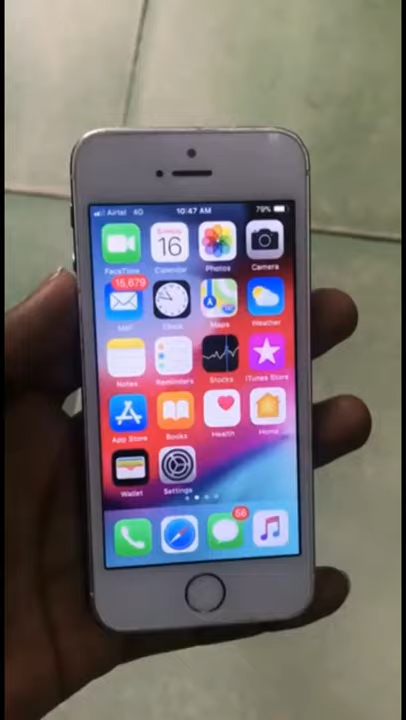 Airtel 4G 10:47 AM 79%
Sunday
16
FaceTime Calendar Photos Camera
15,679
Mail Clock Maps Weather
Notes Reminders Stocks iTunes Store
App Store Books Health Home
Wallet Settings
56